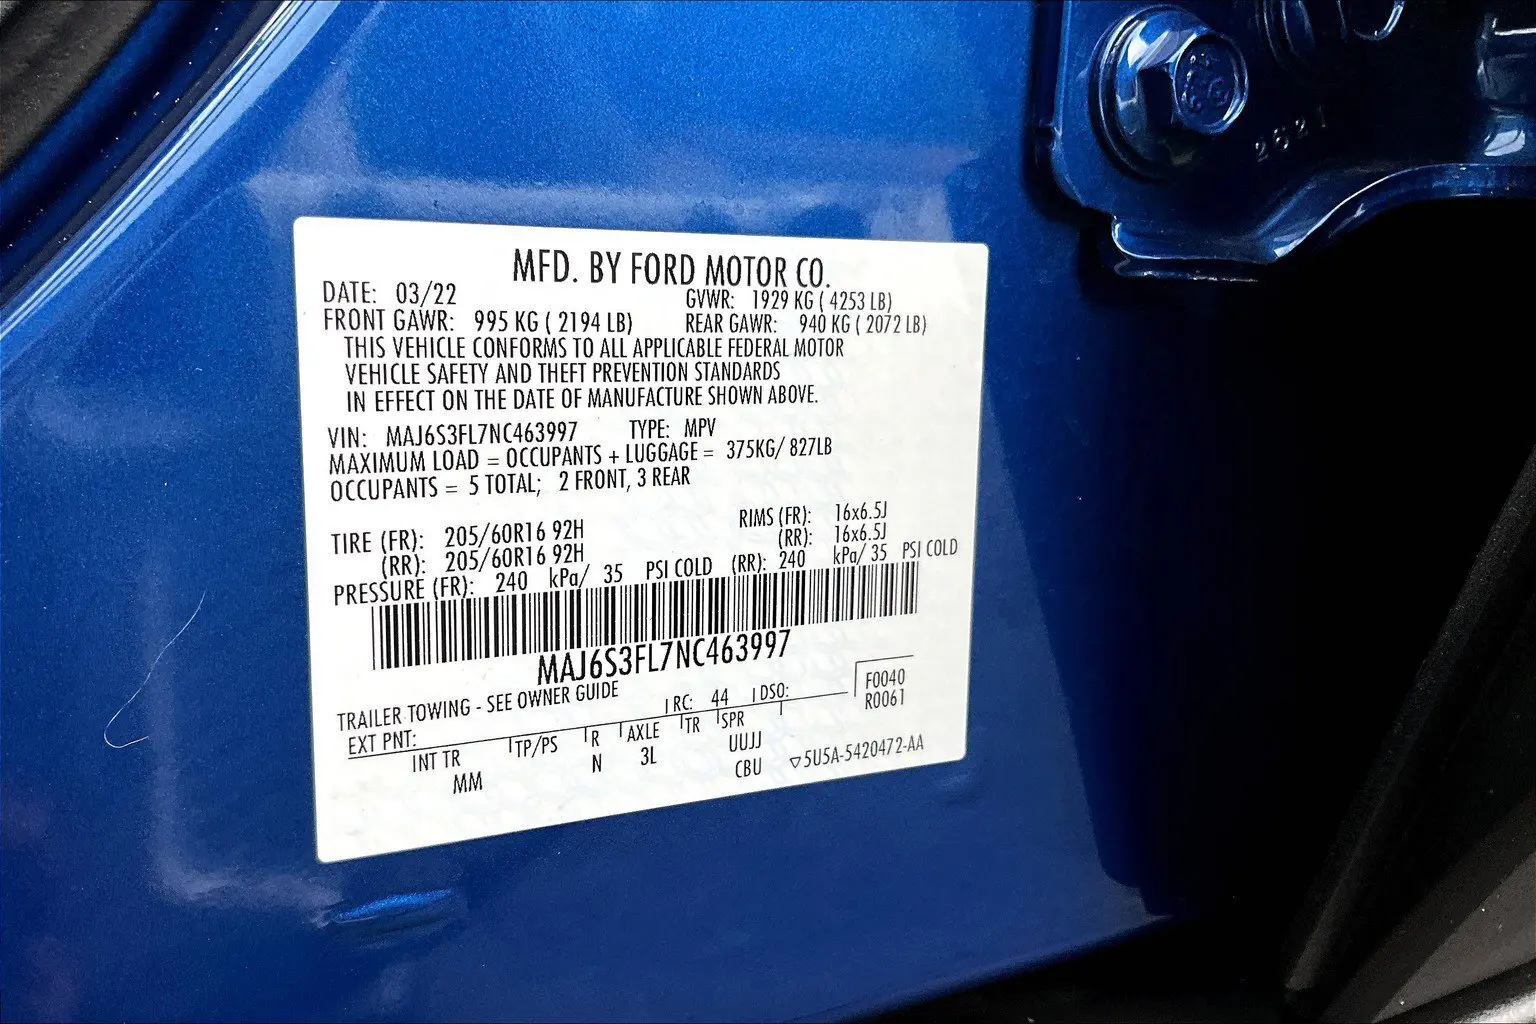 2621
MFD. BY FORD MOTOR CO.
DATE: 03/22 GVWR: 1929 KG ( 4253 LB)
FRONT GAWR: 995 KG ( 2194 LB) REAR GAWR: 940 KG ( 2072 LB)
THIS VEHICLE CONFORMS TO ALL APPLICABLE FEDERAL MOTOR
VEHICLE SAFETY AND THEFT PREVENTION STANDARDS
IN EFFECT ON THE DATE OF MANUFACTURE SHOWN ABOVE.
VIN: MAJ6S3FL7NC463997 TYPE: MPV
MAXIMUM LOAD = OCCUPANTS + LUGGAGE = 375KG/ 827LB
OCCUPANTS = 5 TOTAL; 2 FRONT, 3 REAR
TIRE (FR): 205/60R16 92H RIMS (FR): 16x6.5J
(RR): 205/60R16 92H (RR): 16x6.5J
PRESSURE (FR): 240 kPa/ 35 PSI COLD (RR): 240 kPa/ 35 PSI COLD
MAJ6S3FL7NC463997
TRAILER TOWING - SEE OWNER GUIDE
EXT PNT: RC: 44 DSO: F0040
R0061
INT TR TP/PS R AXLE TR SPR
MM N 3L UUJJ
CBU ▽5U5A-5420472-AA